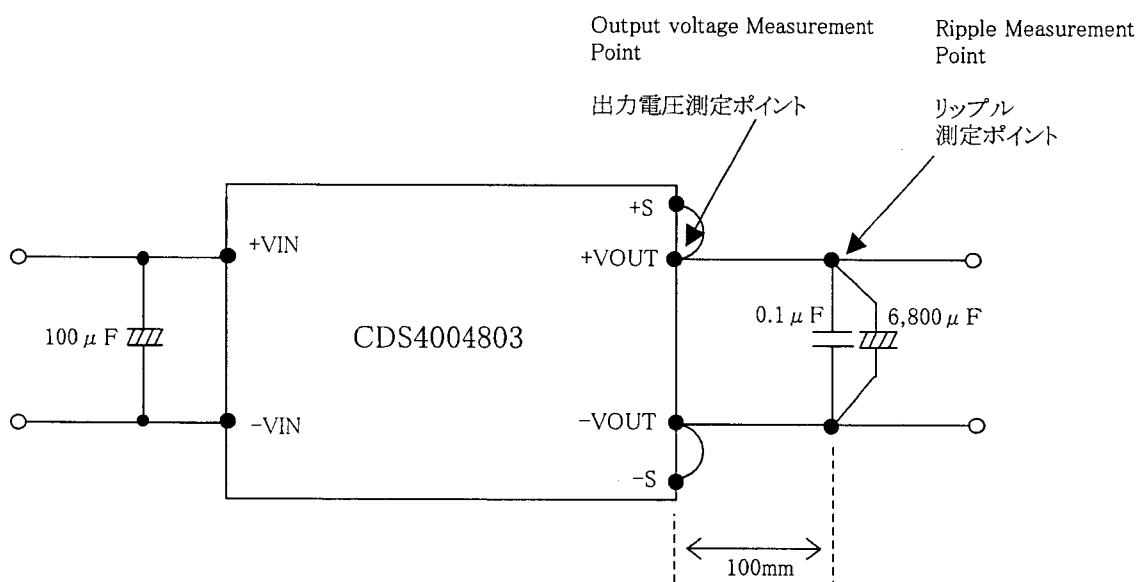 Output voltage Measurement
Point
出力電圧測定ポイント
Ripple Measurement
Point
リップル
測定ポイント
+S
+VIN
+VOUT
100μF
CDS4004803
0.1μF
6,800μF
-VIN
-VOUT
-S
100mm